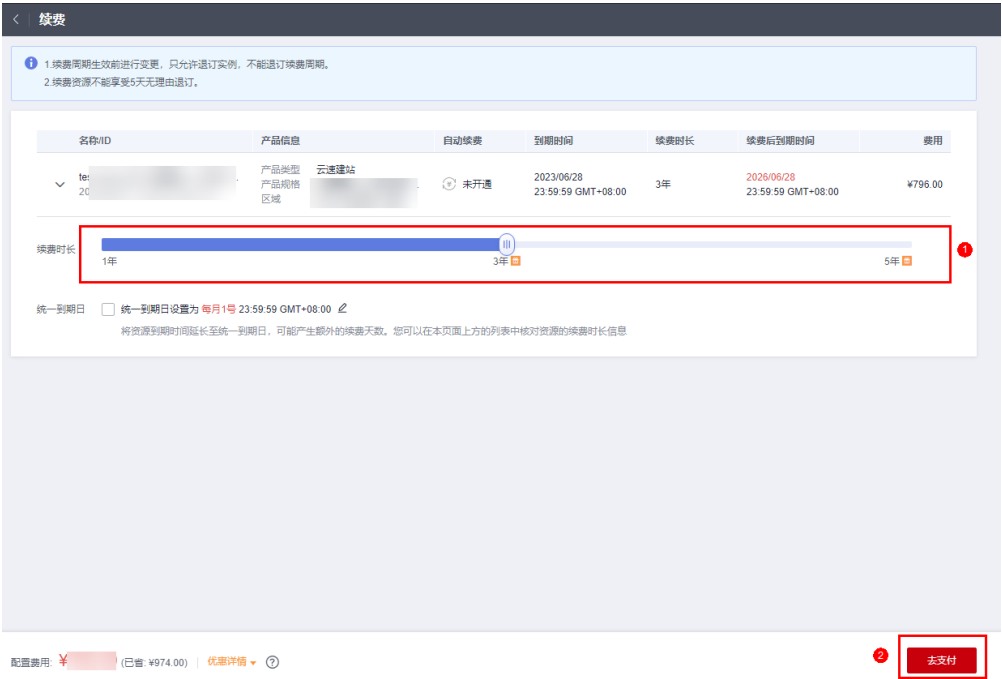 续费
1.续费周期生效前进行变更，只允许退订实例，不能退订续费周期。
2.续费资源不能享受5天无理由退订。
名称/ID 产品信息 自动续费 到期时间 续费时长 续费后到期时间 费用
tes
20
产品类型 云速建站
产品规格
区域
未开通
2023/06/28
23:59:59 GMT+08:00
3年
2026/06/28
23:59:59 GMT+08:00
¥796.00
续费时长
1年 3年 惠 5年 惠
1
统一到期日 统一到期日设置为 每月1号 23:59:59 GMT+08:00
将资源到期时间延长至统一到期日，可能产生额外的续费天数。您可以在本页面上方的列表中核对资源的续费时长信息
配置费用: ¥ (已省: ¥974.00) 优惠详情 ?
2
去支付